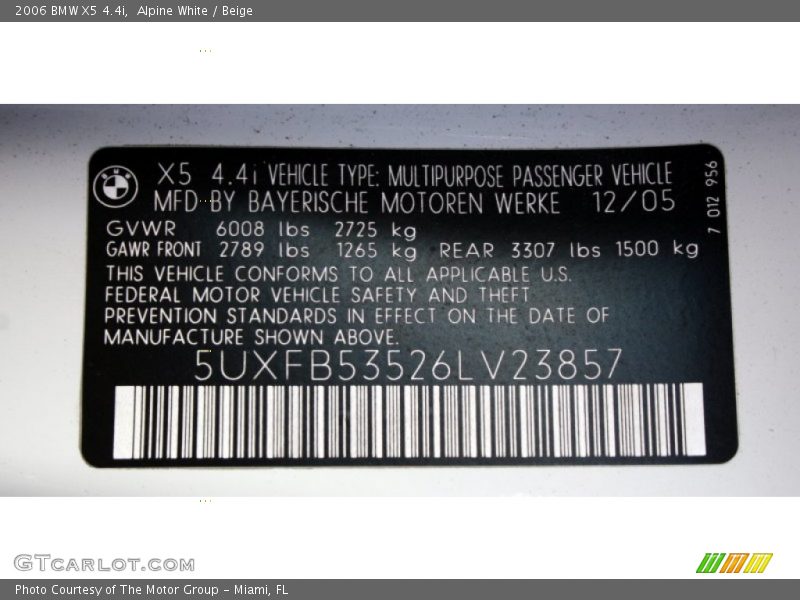 2006 BMW X5 4.4i,  Alpine White / Beige
BMW
X5 4.4i VEHICLE TYPE: MULTIPURPOSE PASSENGER VEHICLE
MFD BY BAYERISCHE MOTOREN WERKE 12/05
GVWR 6008 lbs 2725 kg
GAWR FRONT 2789 lbs 1265 kg REAR 3307 lbs 1500 kg
THIS VEHICLE CONFORMS TO ALL APPLICABLE U.S.
FEDERAL MOTOR VEHICLE SAFETY AND THEFT
PREVENTION STANDARDS IN EFFECT ON THE DATE OF
MANUFACTURE SHOWN ABOVE.
5UXFB53526LV23857
7 012 956
GTCARLOT.COM
Photo Courtesy of The Motor Group - Miami, FL